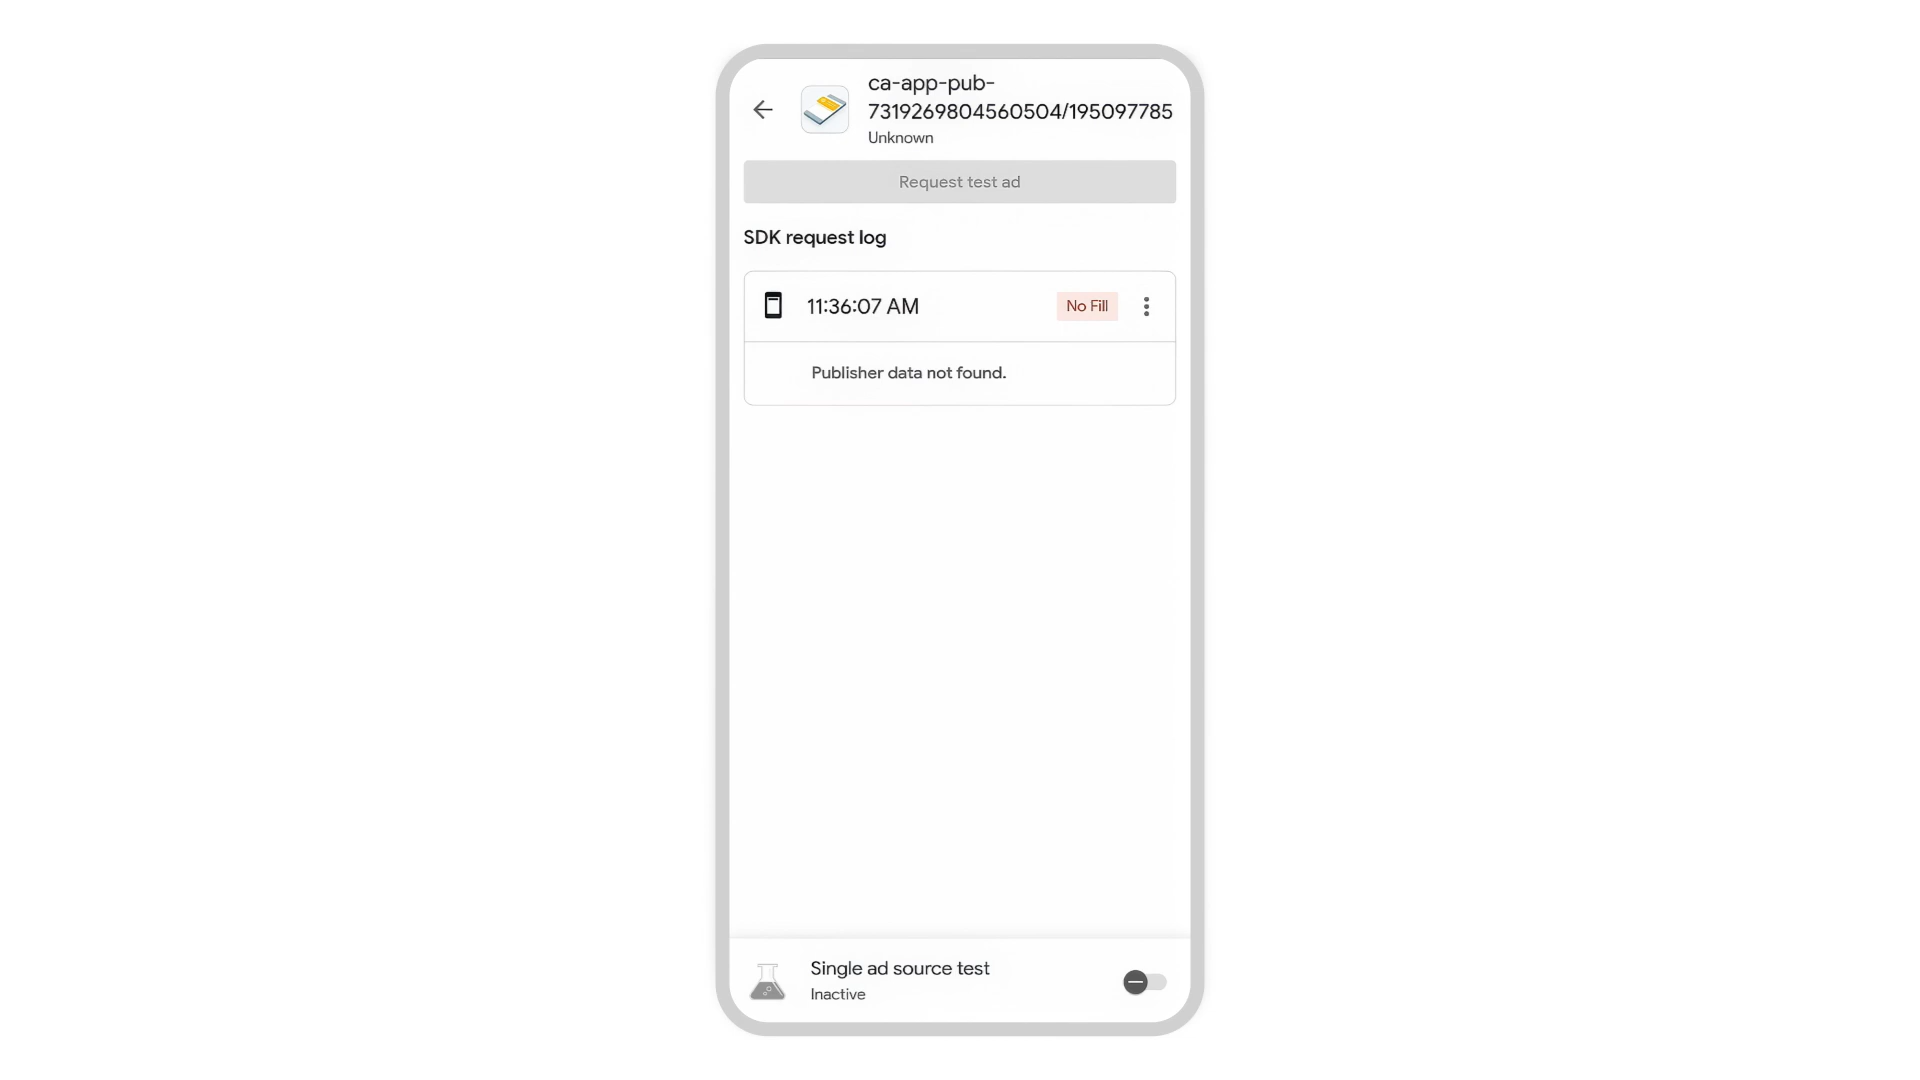 ca-app-pub-
7319269804560504/195097785
Unknown
Request test ad
SDK request log
11:36:07 AM
No Fill
Publisher data not found.
Single ad source test
Inactive